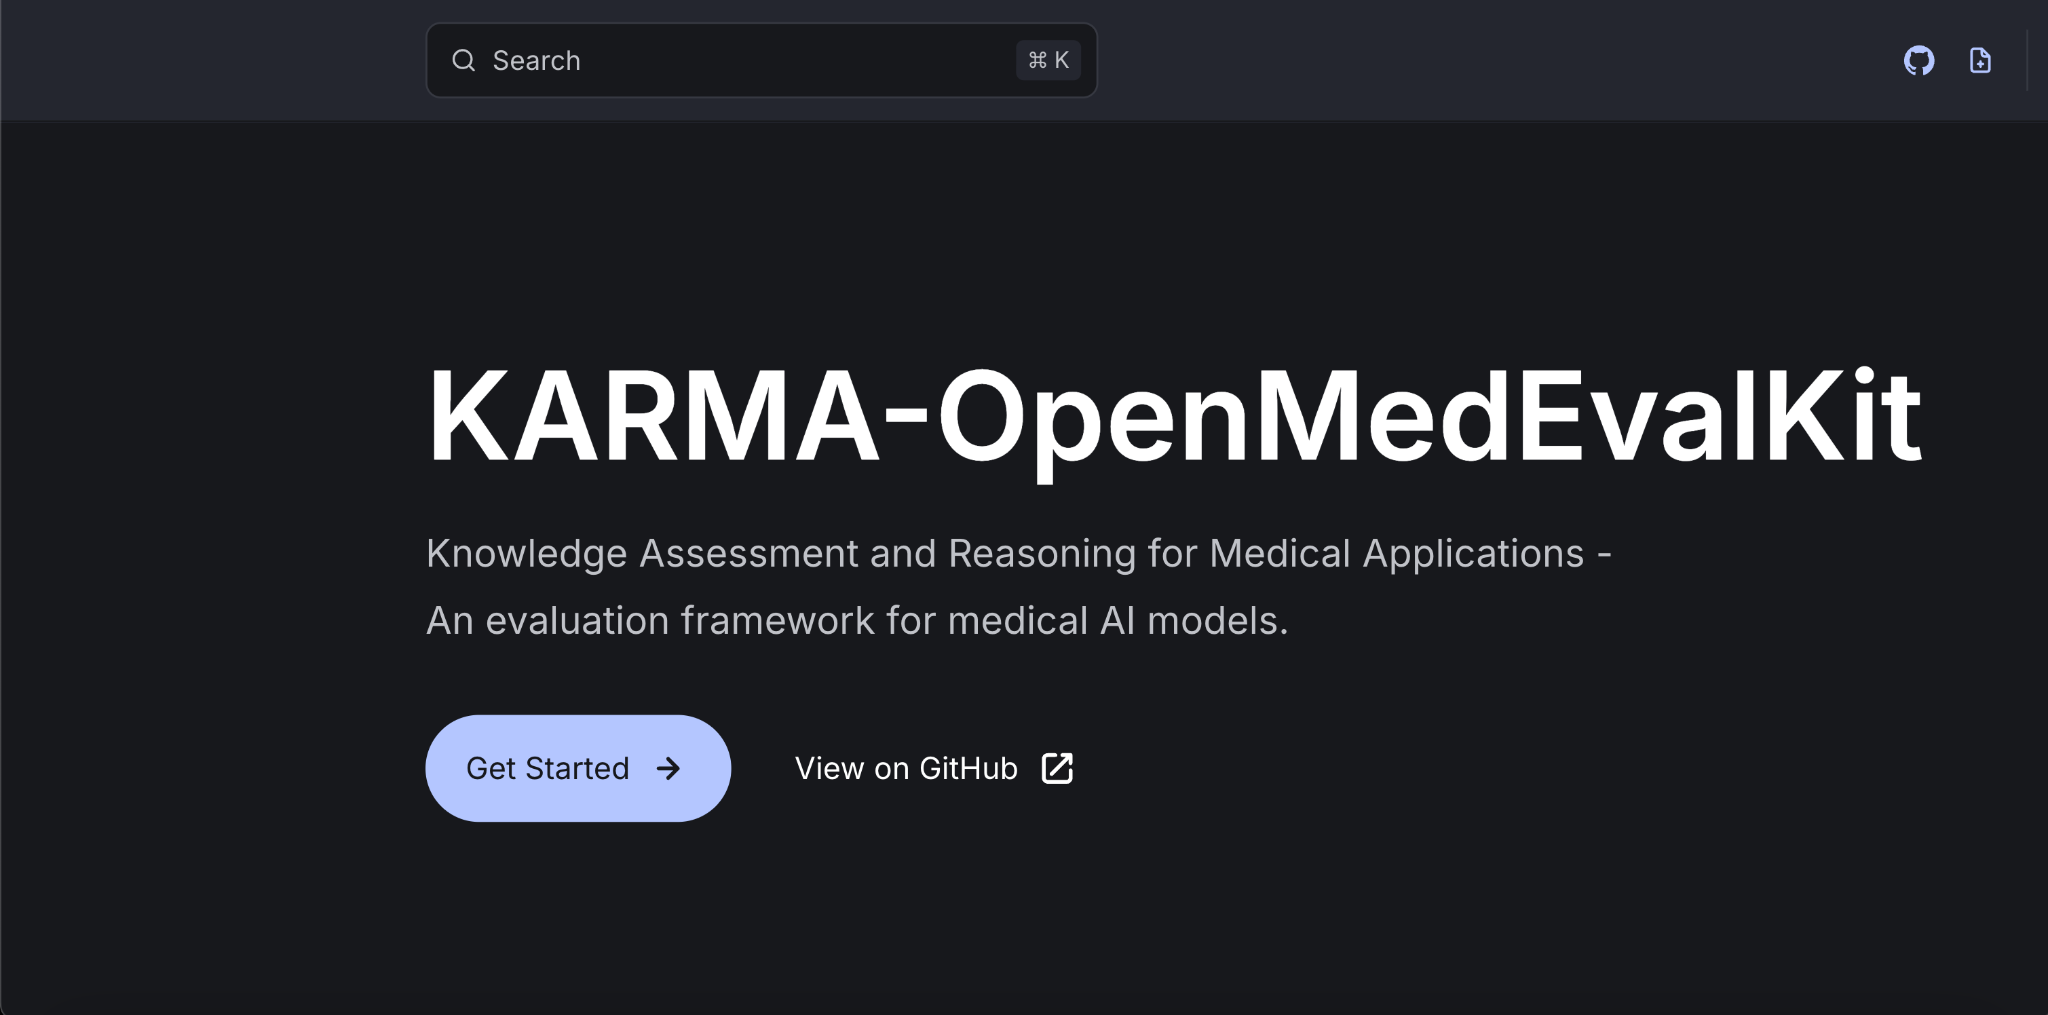 Search
⌘ K
KARMA-OpenMedEvalKit
Knowledge Assessment and Reasoning for Medical Applications -
An evaluation framework for medical AI models.
Get Started
View on GitHub